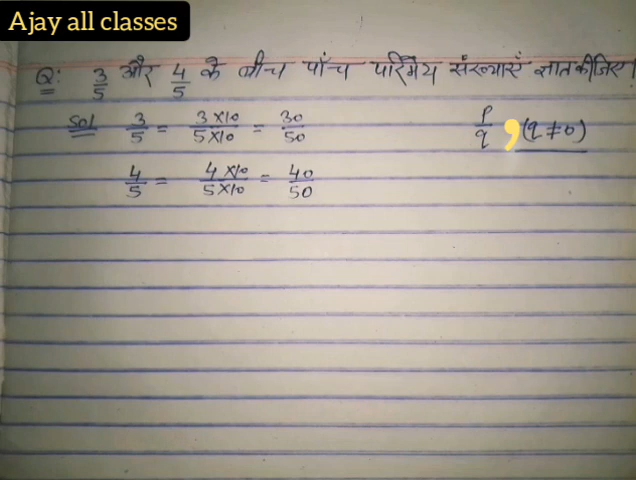 Ajay all classes
Q: 3/5 और 4/5 के बीच पाँच परिमेय संख्याएँ ज्ञात कीजिए।
Sol 3/5 = 3×10/5×10 = 30/50 p/q , (q ≠ 0)
4/5 = 4×10/5×10 = 40/50